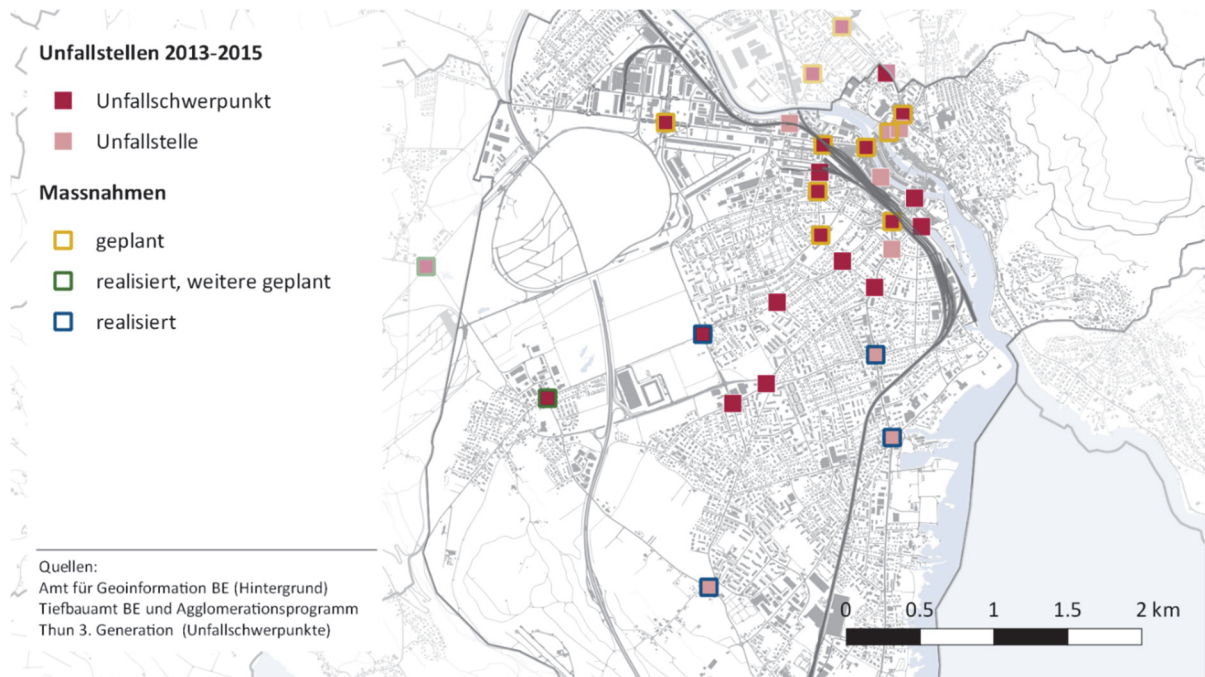 Unfallstellen 2013-2015
Unfallschwerpunkt
Unfallstelle
Massnahmen
geplant
realisiert, weitere geplant
realisiert
Quellen:
Amt für Geoinformation BE (Hintergrund)
Tiefbauamt BE und Agglomerationsprogramm
Thun 3. Generation (Unfallschwerpunkte)
0 0.5 1 1.5 2 km